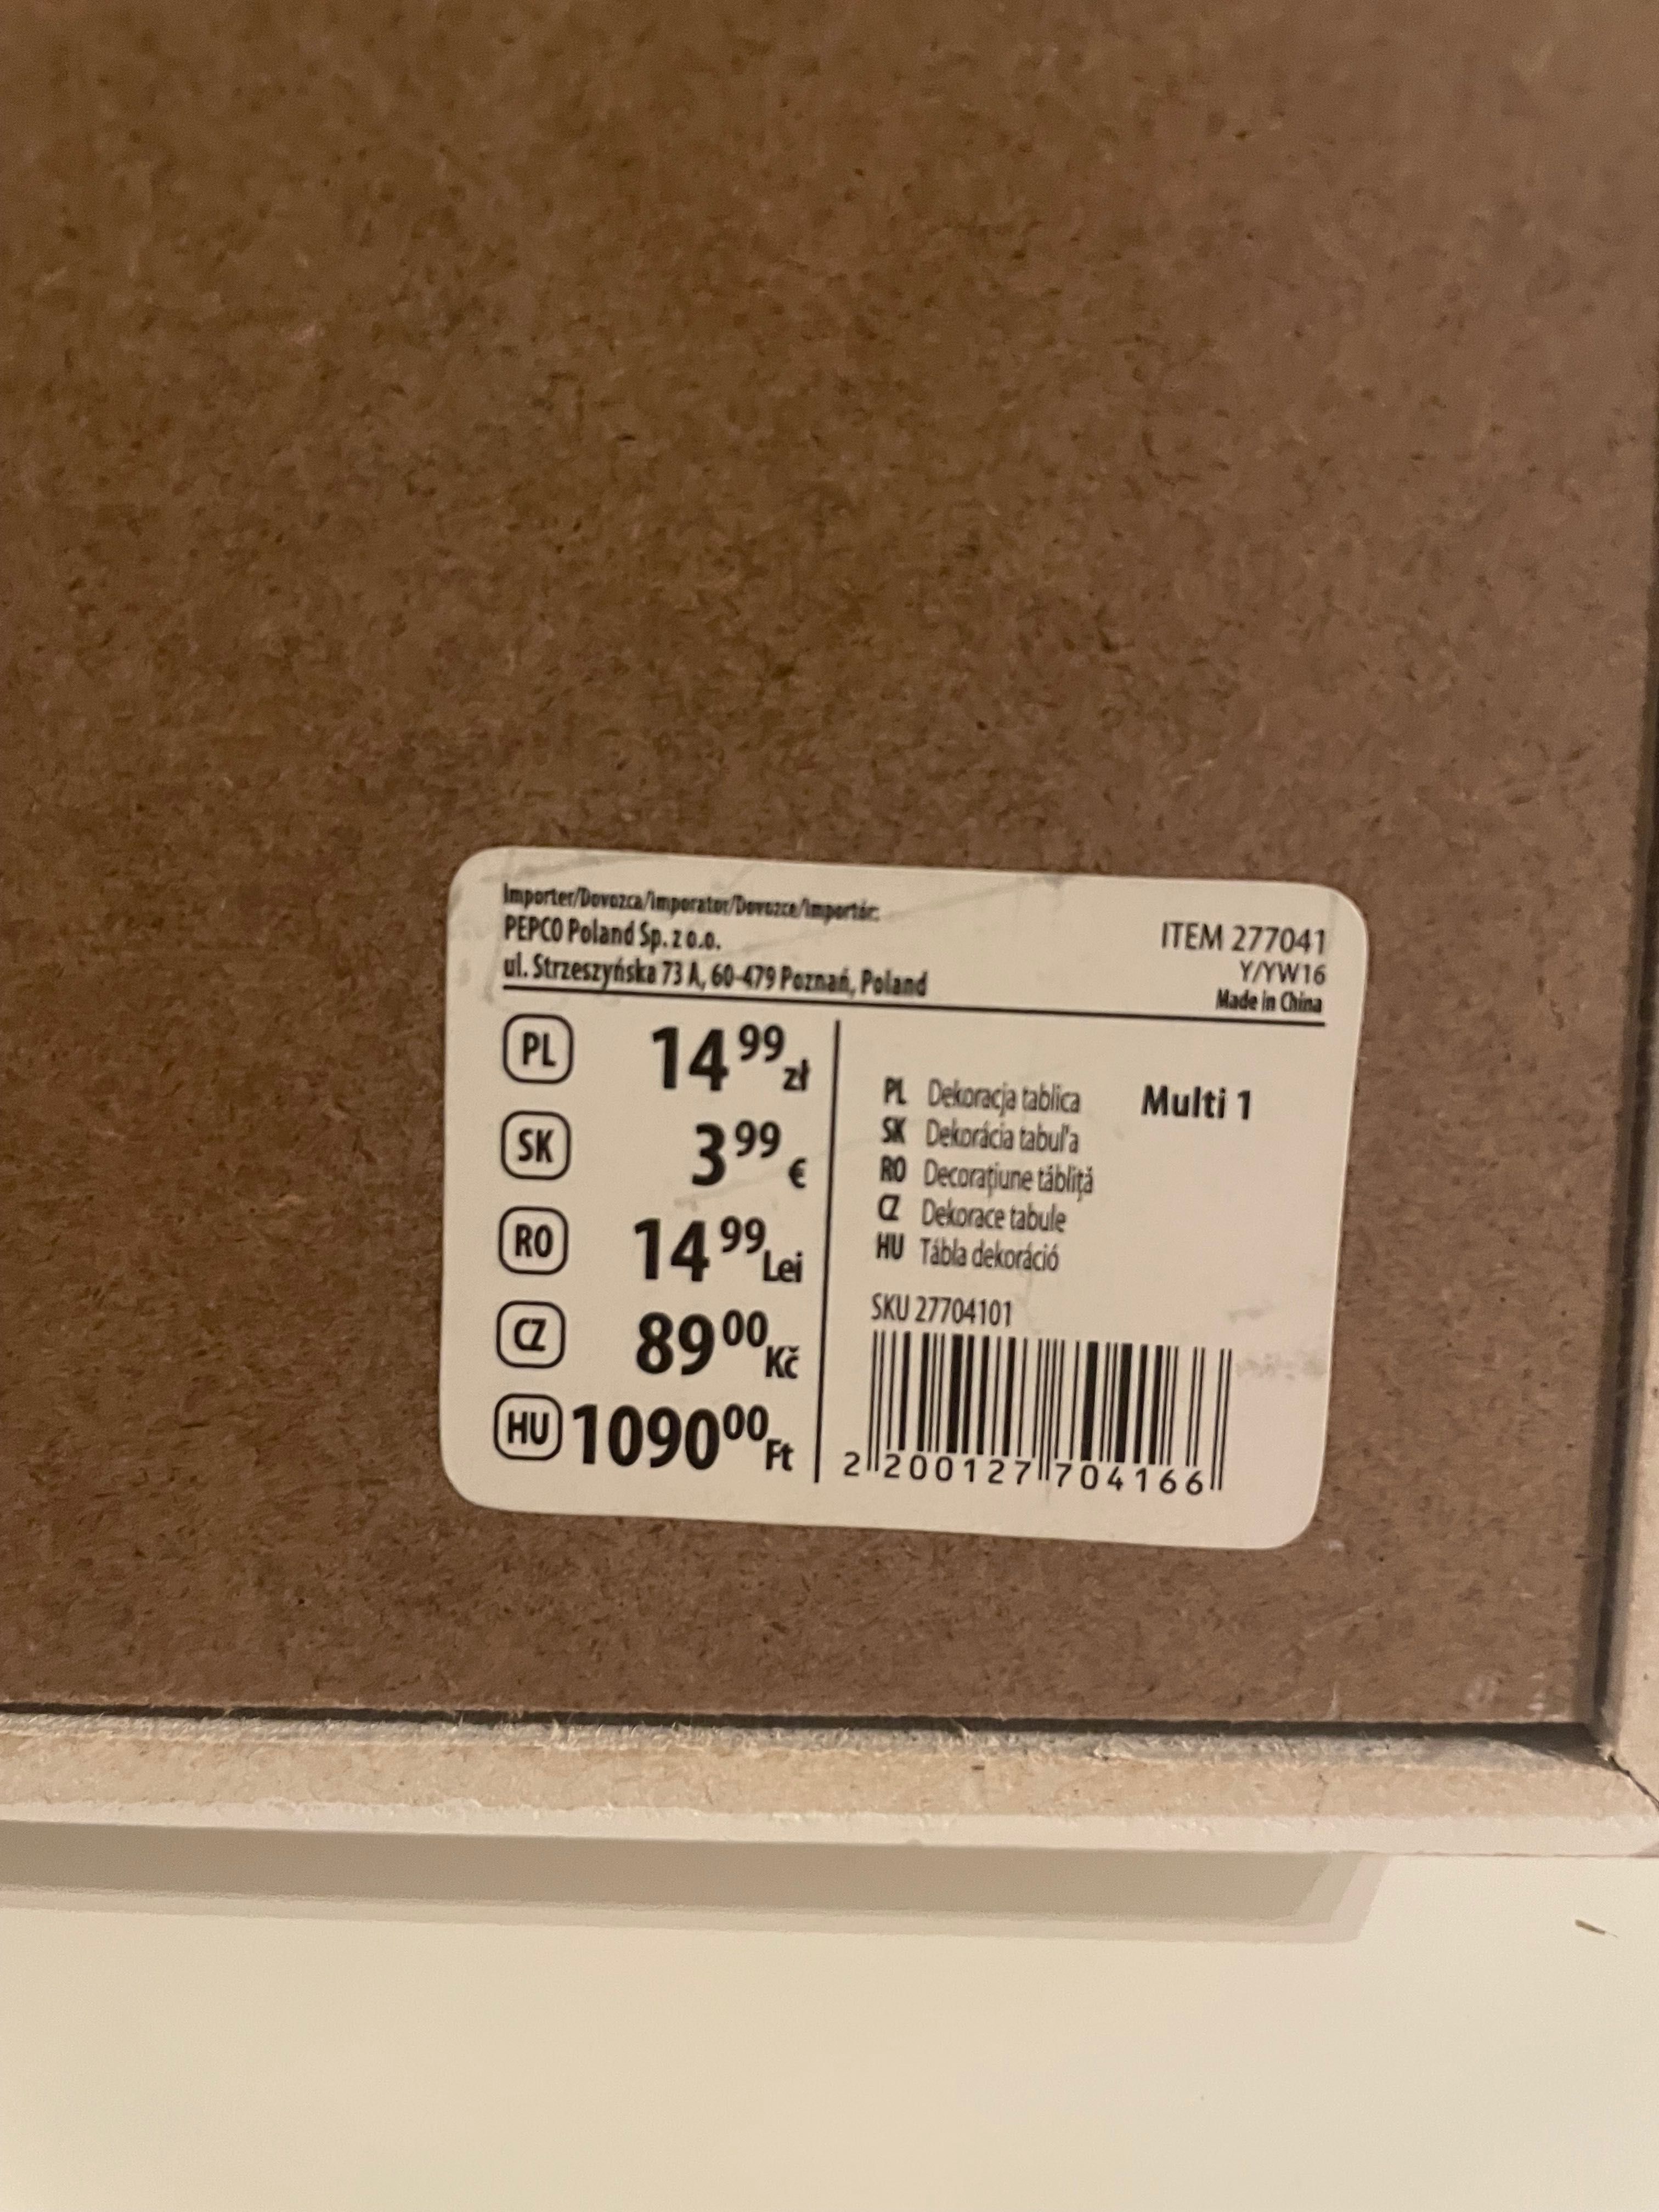 Importer/Dovozca/Imporator/Dovozce/Importőr:
PEPCO Poland Sp. z o.o.
ul. Strzeszyńska 73 A, 60-479 Poznań, Poland
ITEM 277041
Y/YW16
Made in China
PL 14 99 zł
SK 3 99 €
RO 14 99 Lei
CZ 89 00 Kč
HU 1090 00 Ft
PL Dekoracja tablica Multi 1
SK Dekorácia tabuľa
RO Decorațiune tăbliță
CZ Dekorace tabule
HU Tábla dekoráció
SKU 27704101
2 200127 704166